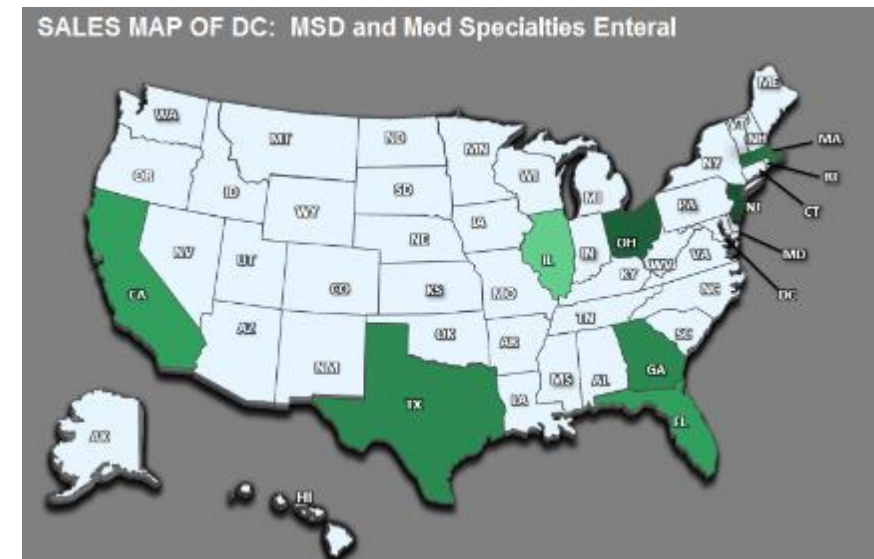 SALES MAP OF DC: MSD and Med Specialties Enteral
ME
WA
VT
MT
ND
NH
MA
MN
OR
NY
WI
RI
ID
SD
MI
WY
PA
NJ
CT
IA
NE
OH
NV
IN
MD
UT
IL
VA
WV
CO
KY
CA
KS
MO
DC
NC
TN
AZ
OK
NM
AR
SC
MS
AL
GA
TX
LA
FL
AK
HI